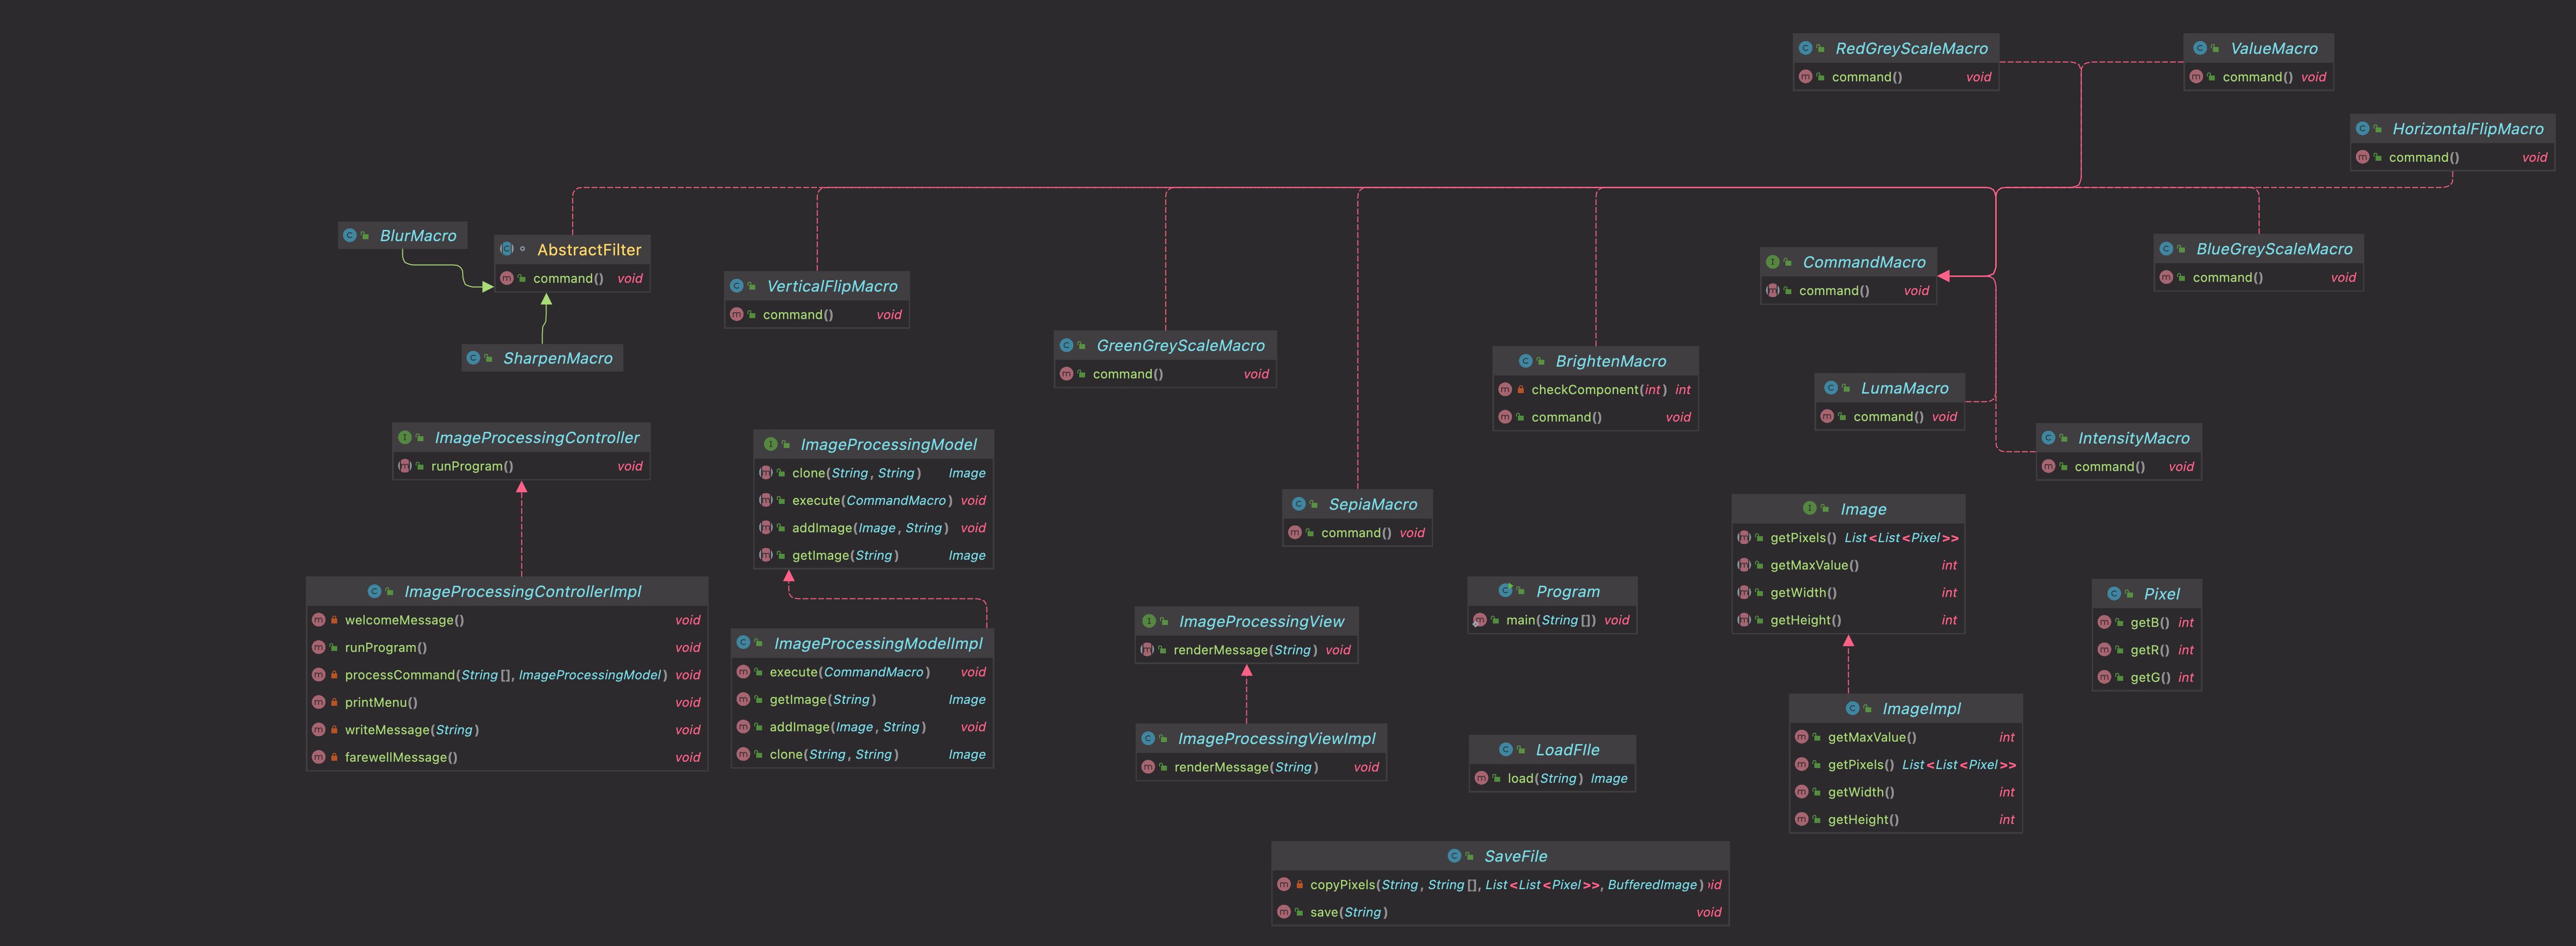 RedGreyScaleMacro
command() void
ValueMacro
command() void
HorizontalFlipMacro
command() void
BlurMacro
AbstractFilter
command() void
VerticalFlipMacro
command() void
CommandMacro
command() void
BlueGreyScaleMacro
command() void
SharpenMacro
GreenGreyScaleMacro
command() void
BrightenMacro
checkComponent(int) int
command() void
LumaMacro
command() void
IntensityMacro
command() void
ImageProcessingController
runProgram() void
ImageProcessingModel
clone(String, String) Image
execute(CommandMacro) void
addImage(Image, String) void
getImage(String) Image
SepiaMacro
command() void
Image
getPixels() List<List<Pixel>>
getMaxValue() int
getWidth() int
getHeight() int
ImageProcessingControllerImpl
welcomeMessage() void
runProgram() void
processCommand(String[], ImageProcessingModel) void
printMenu() void
writeMessage(String) void
farewellMessage() void
ImageProcessingModelImpl
execute(CommandMacro) void
getImage(String) Image
addImage(Image, String) void
clone(String, String) Image
ImageProcessingView
renderMessage(String) void
ImageProcessingViewImpl
renderMessage(String) void
Program
main(String[]) void
LoadFIle
load(String) Image
Pixel
getB() int
getR() int
getG() int
ImageImpl
getMaxValue() int
getPixels() List<List<Pixel>>
getWidth() int
getHeight() int
SaveFile
copyPixels(String, String[], List<List<Pixel>>, BufferedImage) oid
save(String) void